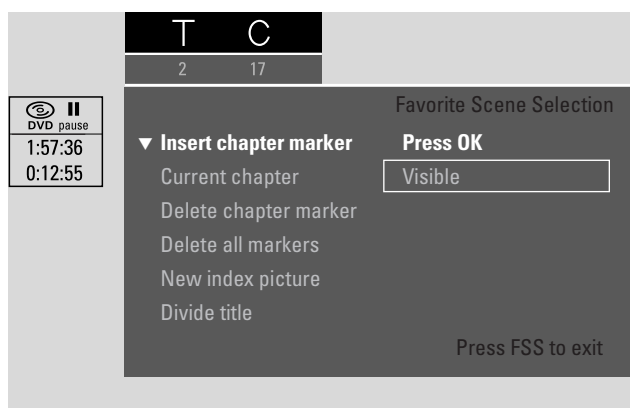 T C
2 17
Favorite Scene Selection
DVD pause
1:57:36
0:12:55
Insert chapter marker Press OK
Current chapter Visible
Delete chapter marker
Delete all markers
New index picture
Divide title
Press FSS to exit